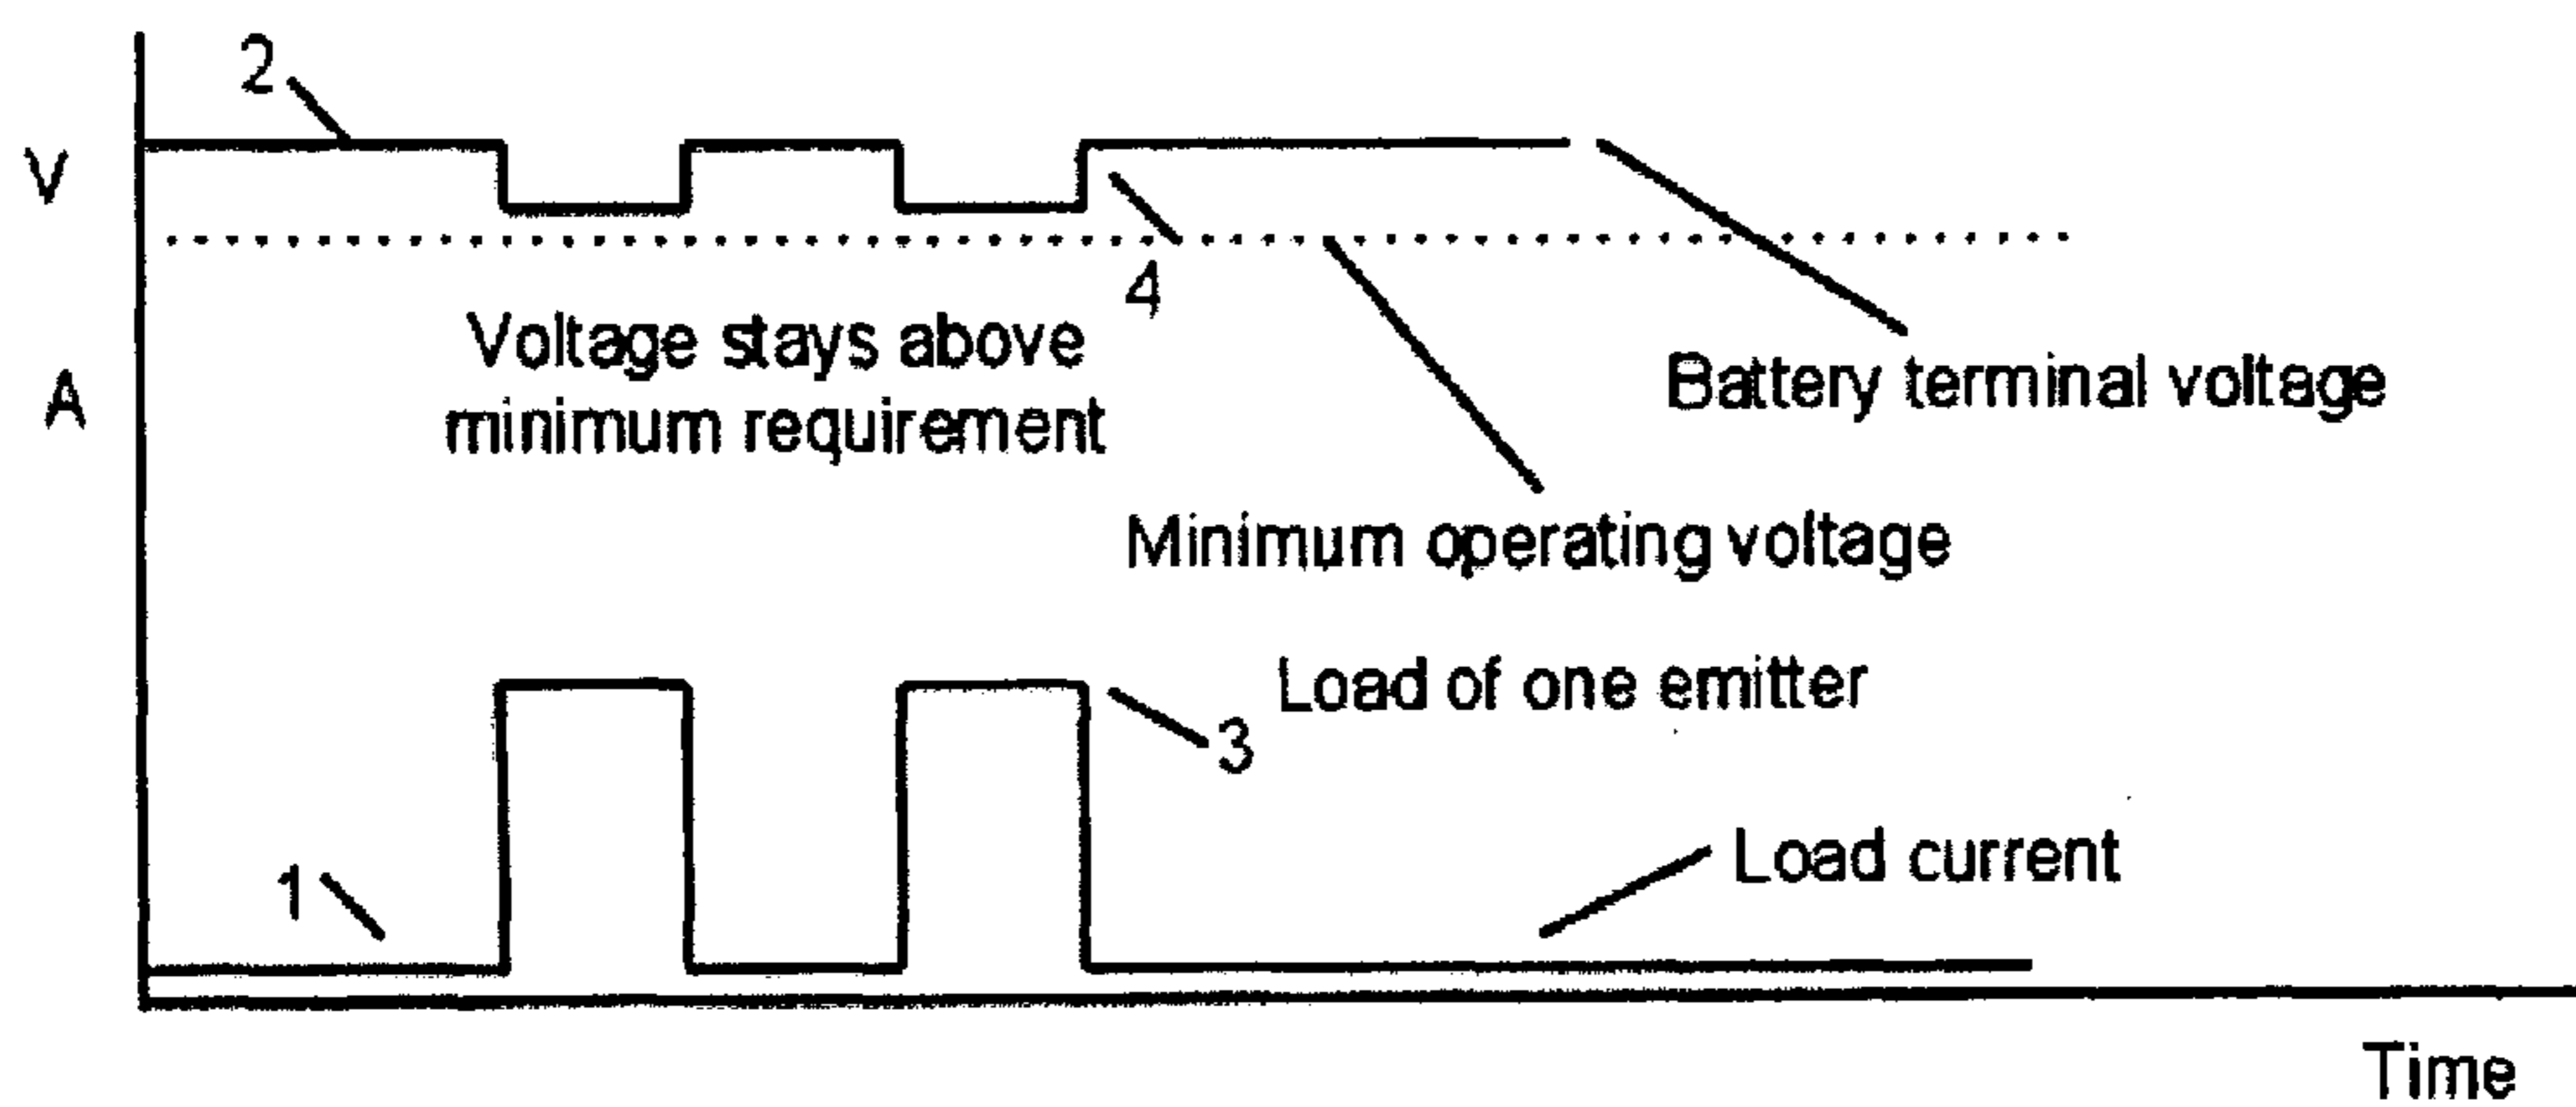 2
V
4
Voltage stays above
minimum requirement
A
Battery terminal voltage
Minimum operating voltage
Load of one emitter
3
Load current
1
Time